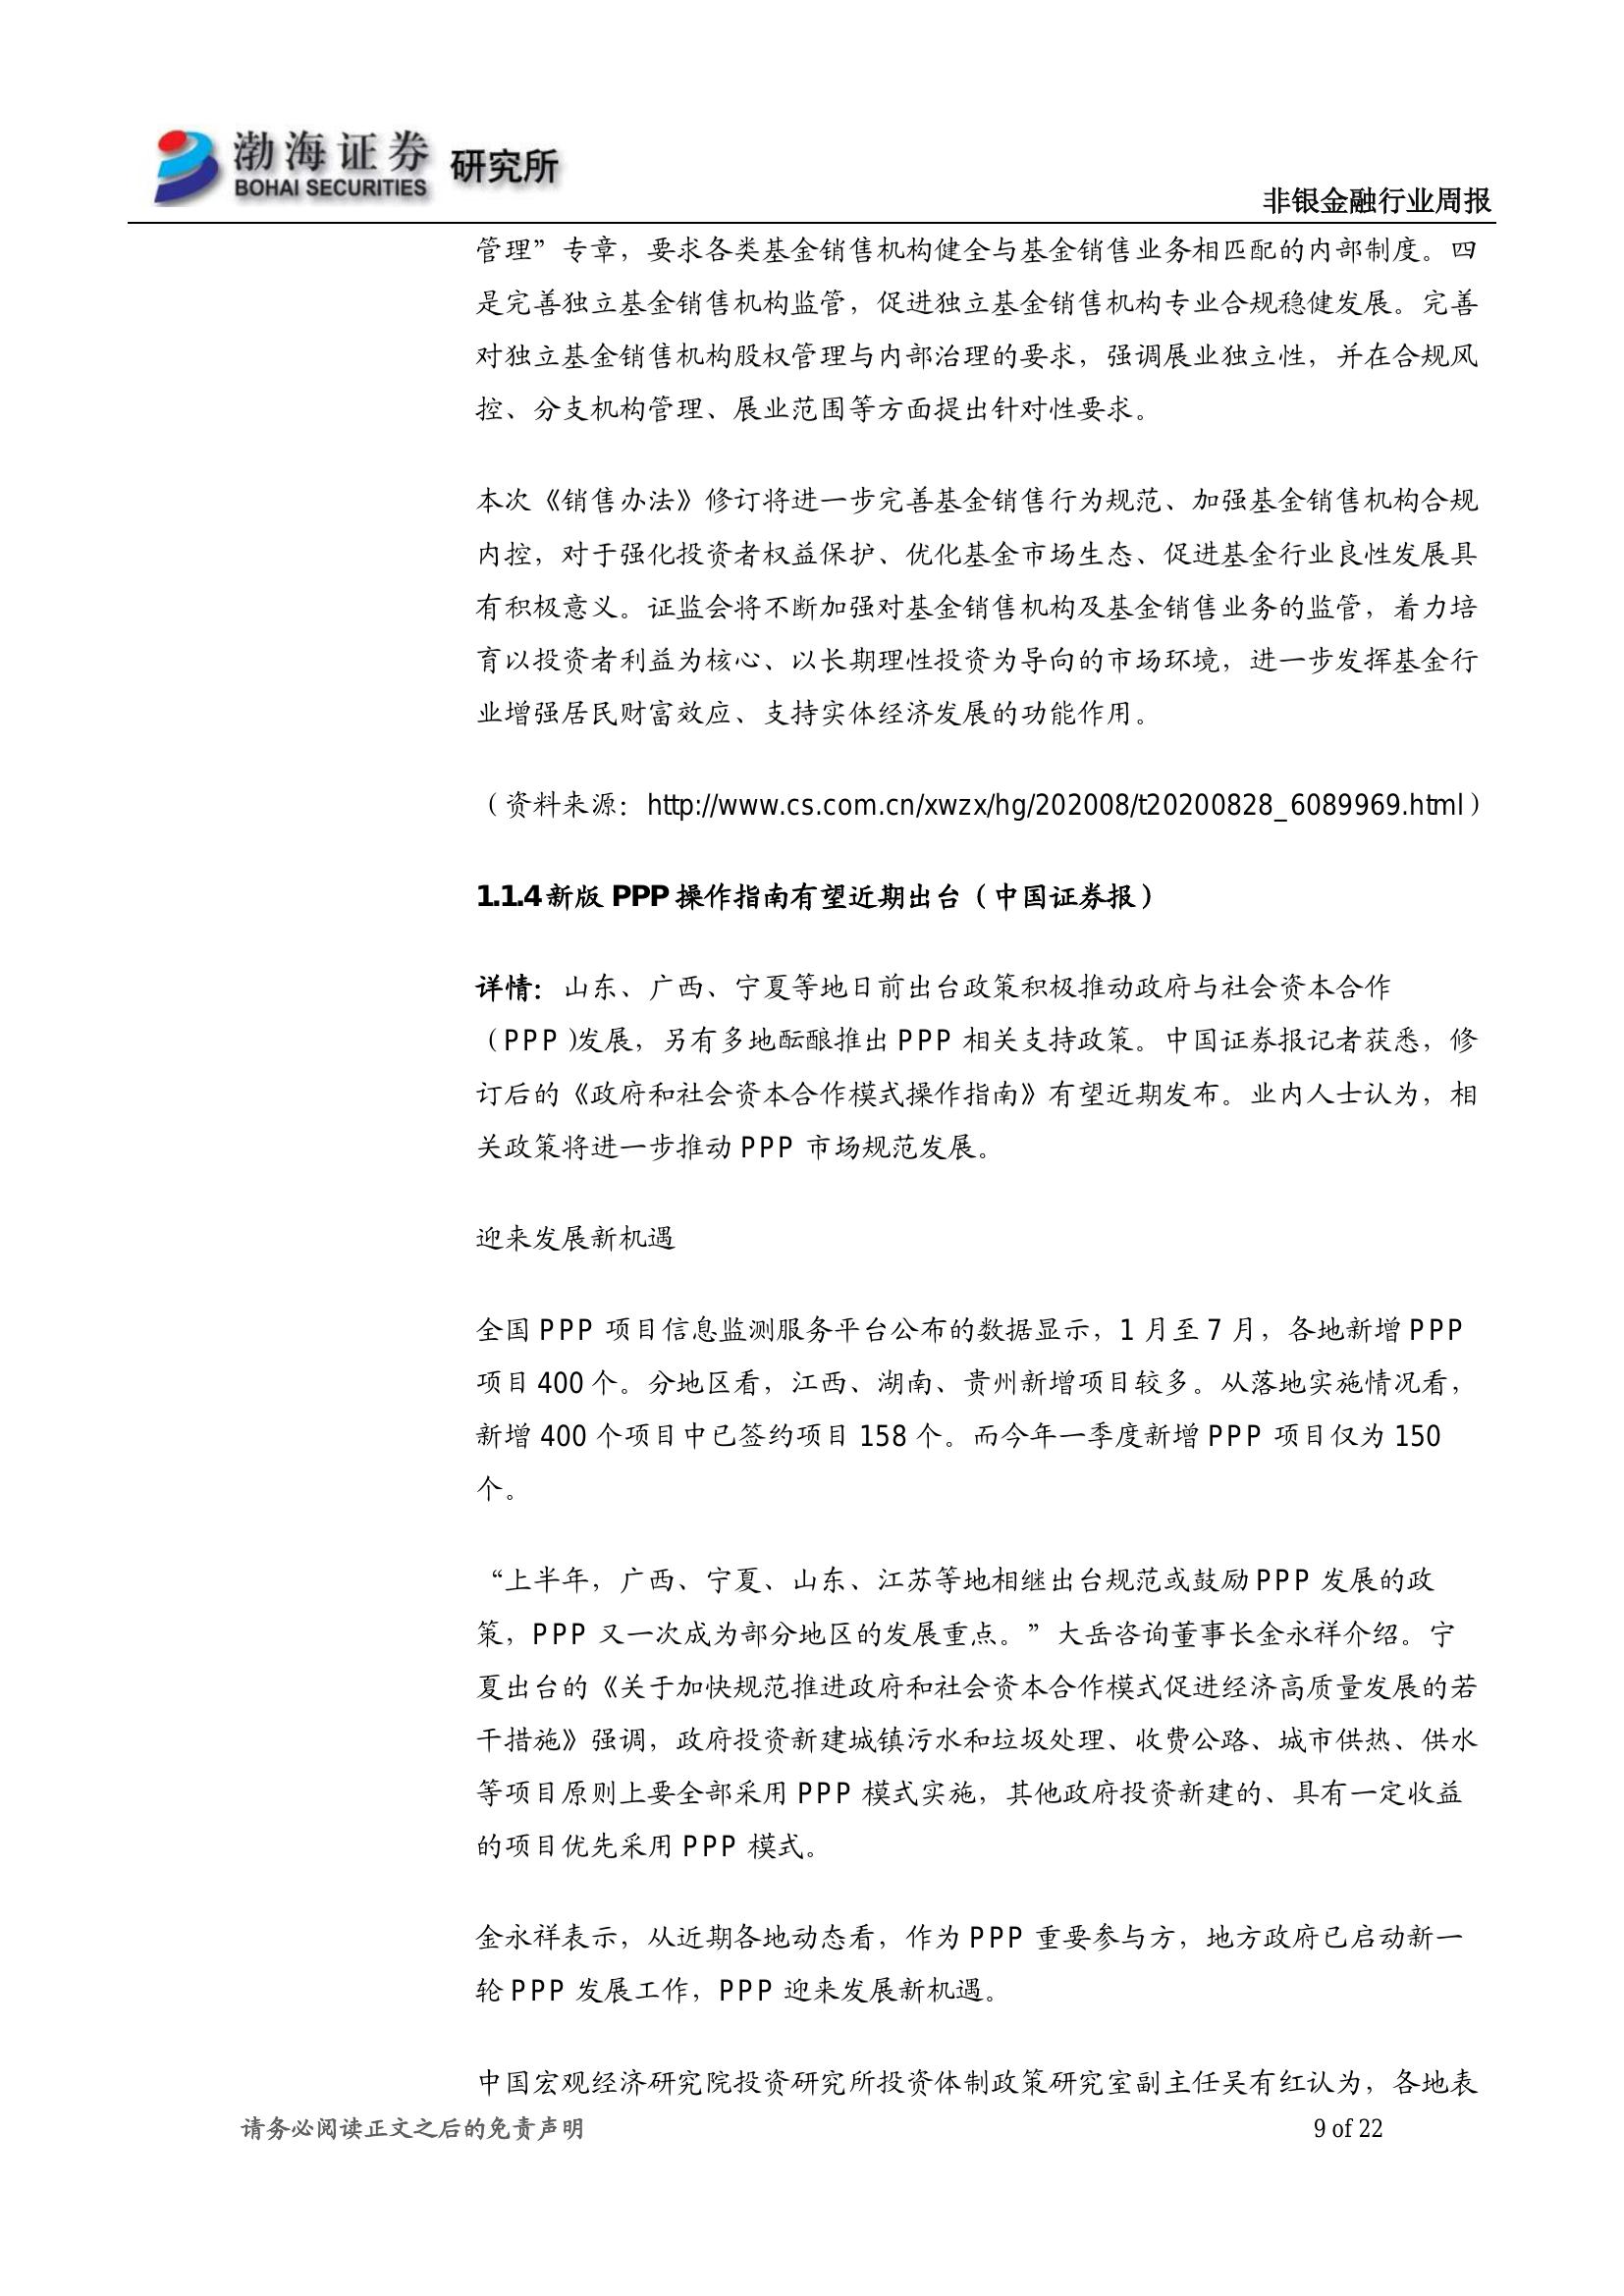 渤海证券 研究所
BOHAI SECURITIES
非银金融行业周报
管理”专章，要求各类基金销售机构健全与基金销售业务相匹配的内部制度。四
是完善独立基金销售机构监管，促进独立基金销售机构专业合规稳健发展。完善
对独立基金销售机构股权管理与内部治理的要求，强调展业独立性，并在合规风
控、分支机构管理、展业范围等方面提出针对性要求。
本次《销售办法》修订将进一步完善基金销售行为规范、加强基金销售机构合规
内控，对于强化投资者权益保护、优化基金市场生态、促进基金行业良性发展具
有积极意义。证监会将不断加强对基金销售机构及基金销售业务的监管，着力培
育以投资者利益为核心、以长期理性投资为导向的市场环境，进一步发挥基金行
业增强居民财富效应、支持实体经济发展的功能作用。
（资料来源：http://www.cs.com.cn/xwzx/hg/202008/t20200828_6089969.html）
1.1.4 新版 PPP 操作指南有望近期出台（中国证券报）
详情：山东、广西、宁夏等地日前出台政策积极推动政府与社会资本合作
（PPP)发展，另有多地酝酿推出 PPP 相关支持政策。中国证券报记者获悉，修
订后的《政府和社会资本合作模式操作指南》有望近期发布。业内人士认为，相
关政策将进一步推动 PPP 市场规范发展。
迎来发展新机遇
全国 PPP 项目信息监测服务平台公布的数据显示，1 月至 7 月，各地新增 PPP
项目 400 个。分地区看，江西、湖南、贵州新增项目较多。从落地实施情况看，
新增 400 个项目中已签约项目 158 个。而今年一季度新增 PPP 项目仅为 150
个。
“上半年，广西、宁夏、山东、江苏等地相继出台规范或鼓励 PPP 发展的政
策，PPP 又一次成为部分地区的发展重点。”大岳咨询董事长金永祥介绍。宁
夏出台的《关于加快规范推进政府和社会资本合作模式促进经济高质量发展的若
干措施》强调，政府投资新建城镇污水和垃圾处理、收费公路、城市供热、供水
等项目原则上要全部采用 PPP 模式实施，其他政府投资新建的、具有一定收益
的项目优先采用 PPP 模式。
金永祥表示，从近期各地动态看，作为 PPP 重要参与方，地方政府已启动新一
轮 PPP 发展工作，PPP 迎来发展新机遇。
中国宏观经济研究院投资研究所投资体制政策研究室副主任吴有红认为，各地表
请务必阅读正文之后的免责声明
9 of 22